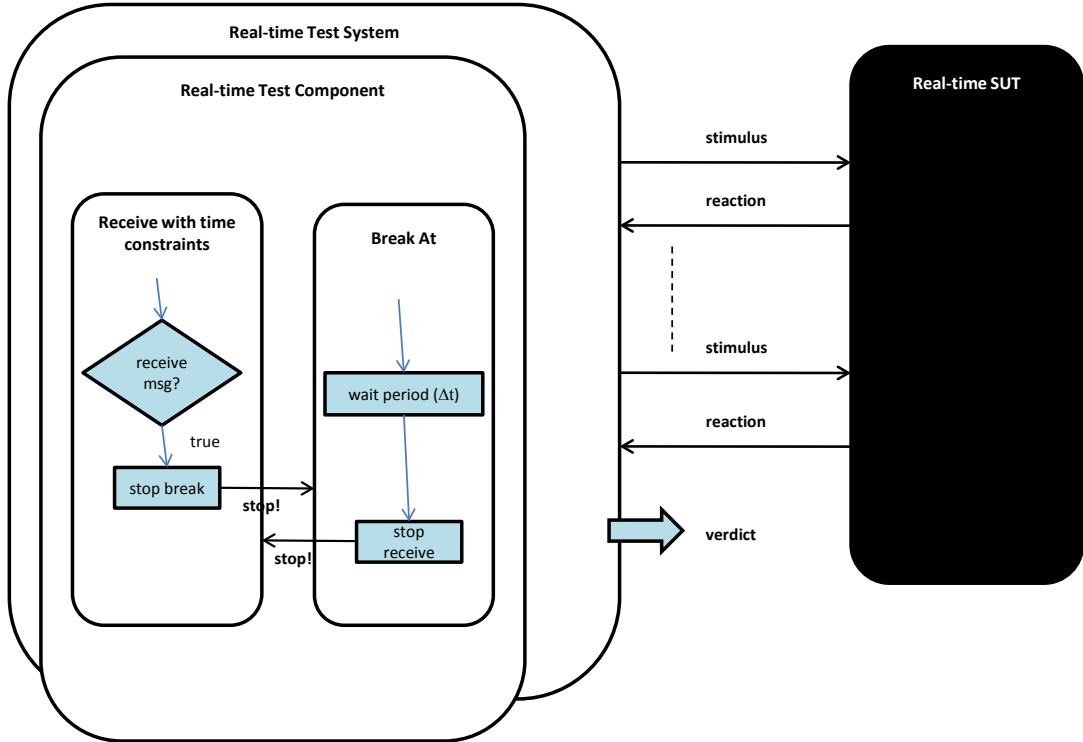 Real-time Test System
Real-time Test Component
Receive with time
constraints
receive
msg?
true
stop break
stop!
Break At
wait period (Δt)
stop
receive
stop!
stimulus
reaction
stimulus
reaction
verdict
Real-time SUT